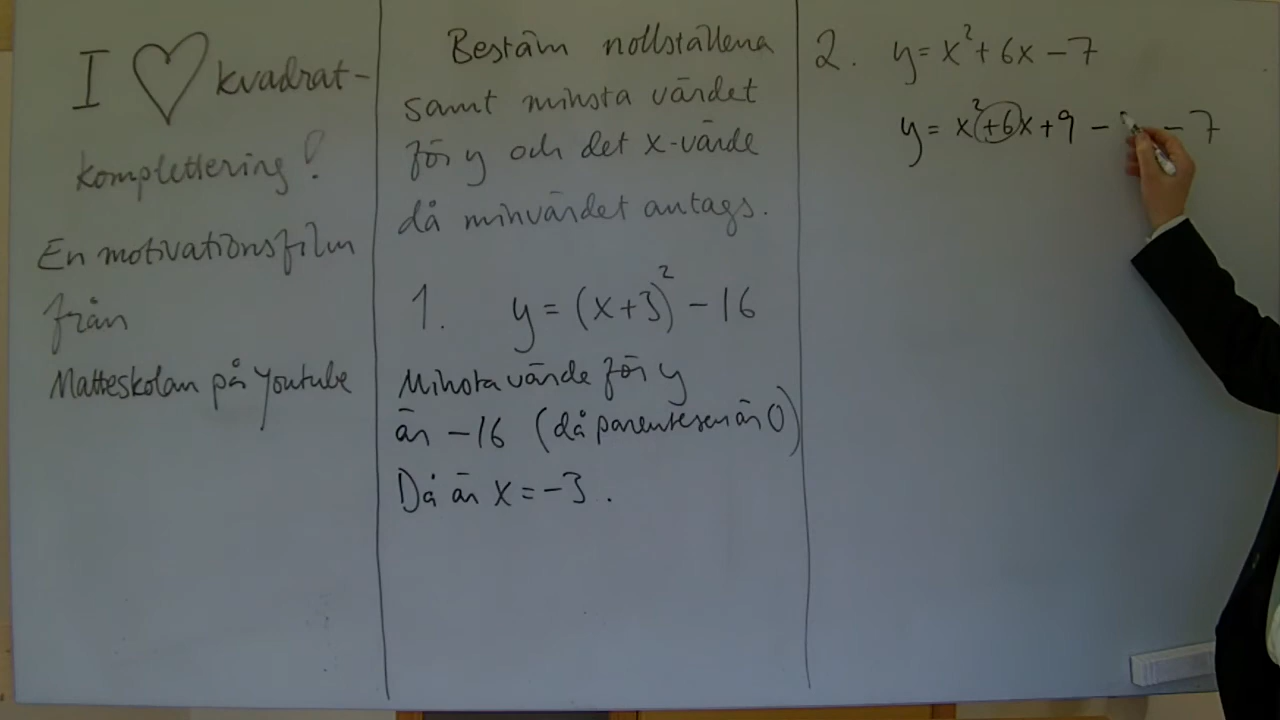 I ♡ kvadrat-
komplettering!
En motivationsfilm
från
Matteskolan på Youtube
Bestäm nollställena
samt minsta värdet
för y och det x-värde
då minvärdet antags.
1. y = (x+3)² - 16
Minsta värde för y
är -16 (då parentesen är 0)
Då är x = -3.
2. y = x² + 6x - 7
y = x² + 6x + 9 - - 7